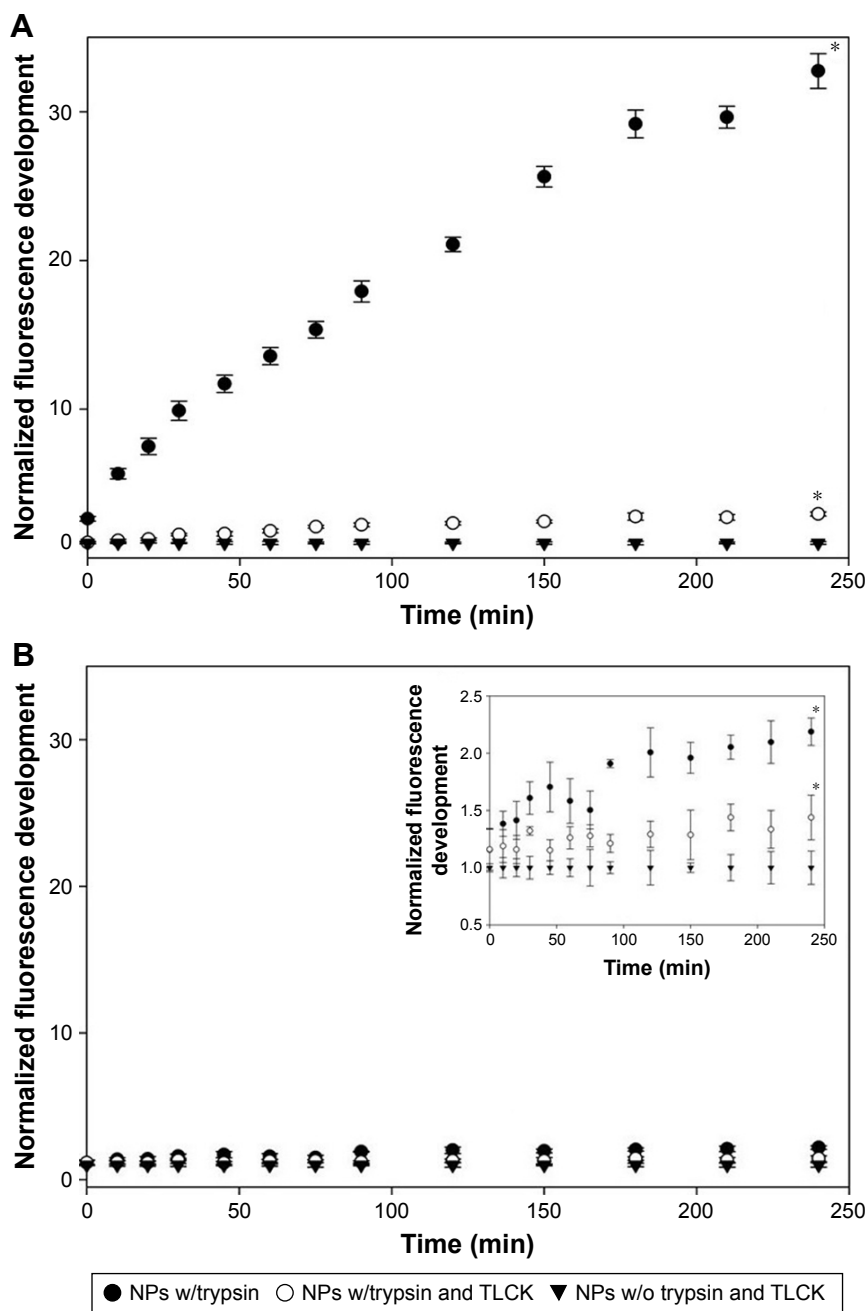 A
Normalized fluorescence development
30
20
10
0
*
*
0 50 100 150 200 250
Time (min)
B
Normalized fluorescence development
30
20
10
0
Normalized fluorescence
development
2.5
2.0
1.5
1.0
0.5
*
*
0 50 100 150 200 250
Time (min)
0 50 100 150 200 250
Time (min)
NPs w/trypsin NPs w/trypsin and TLCK NPs w/o trypsin and TLCK